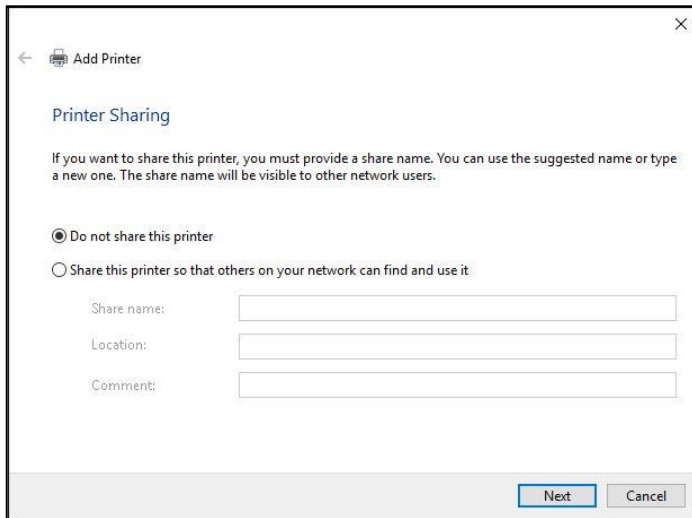 Add Printer
Printer Sharing
If you want to share this printer, you must provide a share name. You can use the suggested name or type
a new one. The share name will be visible to other network users.
Do not share this printer
Share this printer so that others on your network can find and use it
Share name:
Location:
Comment:
Next Cancel